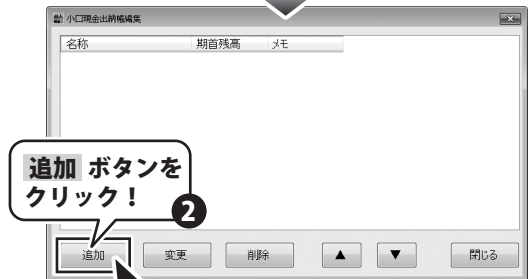 小口現金出納帳編集
名称 期首残高 メモ
追加 ボタンを
クリック！
2
追加 変更 削除 ▲ ▼ 閉じる